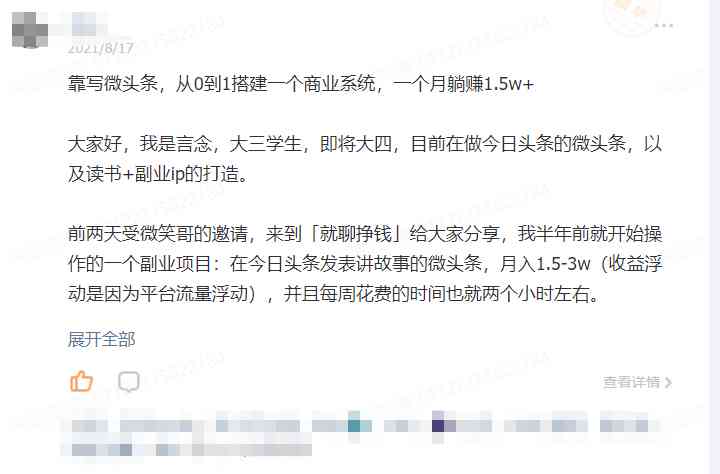 2021/8/17
靠写微头条，从0到1搭建一个商业系统，一个月躺赚1.5w+
大家好，我是言念，大三学生，即将大四，目前在做今日头条的微头条，以
及读书+副业ip的打造。
前两天受微笑哥的邀请，来到「就聊挣钱」给大家分享，我半年前就开始操
作的一个副业项目：在今日头条发表讲故事的微头条，月入1.5-3w（收益浮
动是因为平台流量浮动），并且每周花费的时间也就两个小时左右。
展开全部
查看详情